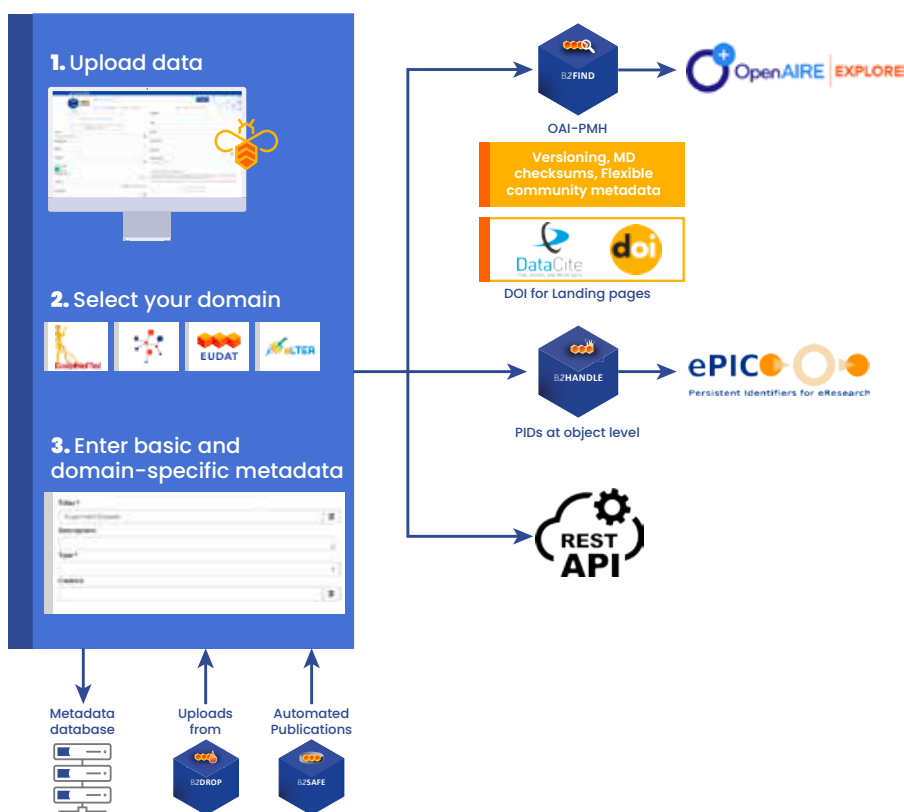 1. Upload data
2. Select your domain
EUDAT
eLTER
3. Enter basic and
domain-specific metadata
Title *
Description
Type *
Creators
Metadata
database
Uploads
from
B2DROP
Automated
Publications
B2SAFE
B2FIND
OAI-PMH
OpenAIRE EXPLORE
Versioning, MD
checksums, Flexible
community metadata
DataCite
doi
DOI for Landing pages
B2HANDLE
PIDs at object level
ePIC
Persistent Identifiers for eResearch
REST
API